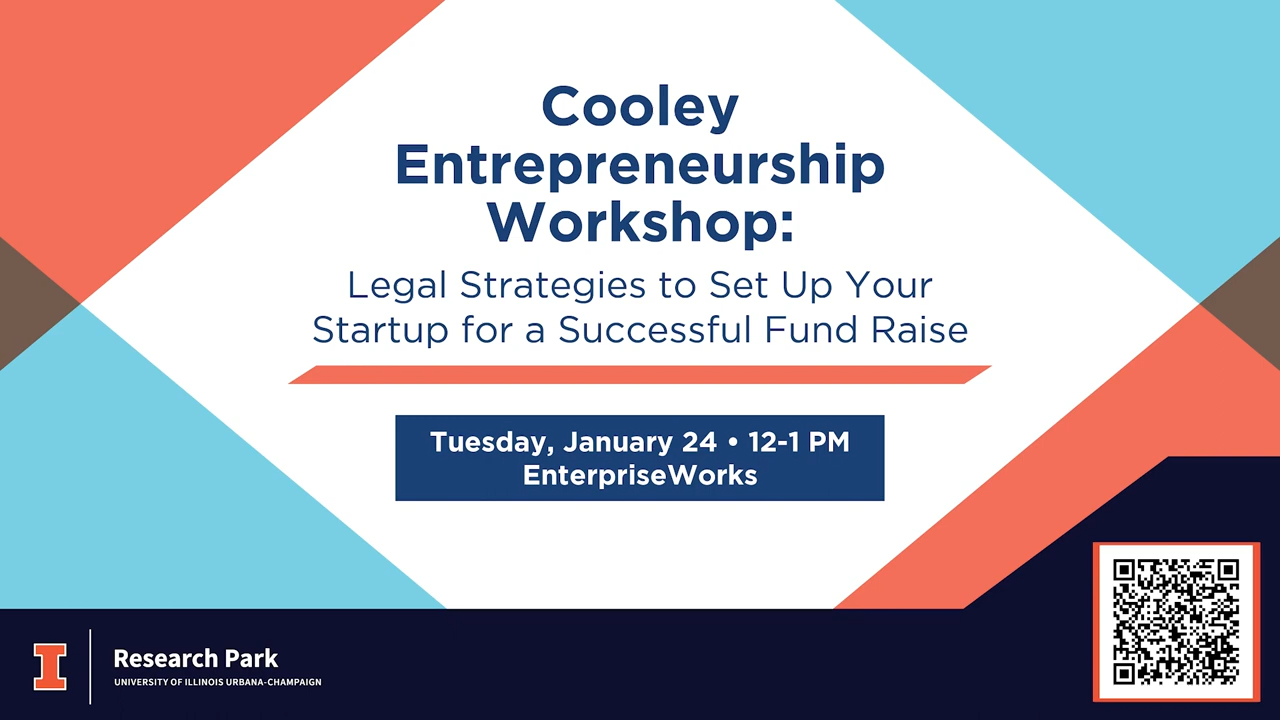 Cooley
Entrepreneurship
Workshop:
Legal Strategies to Set Up Your
Startup for a Successful Fund Raise
Tuesday, January 24 • 12-1 PM
EnterpriseWorks
I
Research Park
UNIVERSITY OF ILLINOIS URBANA-CHAMPAIGN